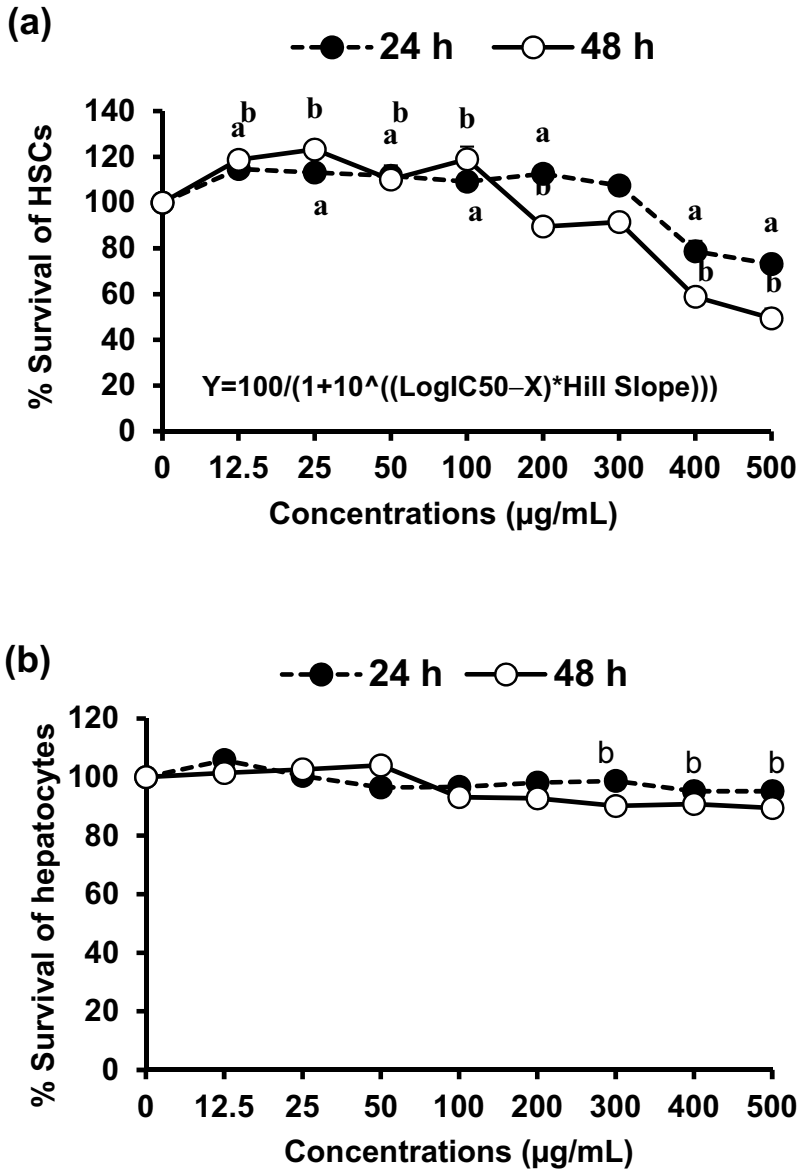 (a)
24 h 48 h
% Survival of HSCs
140
120
100
80
60
40
20
0
b b b b a
a a
b
a a
a a
b
b
Y=100/(1+10^((LogIC50–X)*Hill Slope)))
0 12.5 25 50 100 200 300 400 500
Concentrations (µg/mL)
(b)
24 h 48 h
% Survival of hepatocytes
120
100
80
60
40
20
0
b b b
0 12.5 25 50 100 200 300 400 500
Concentrations (µg/mL)